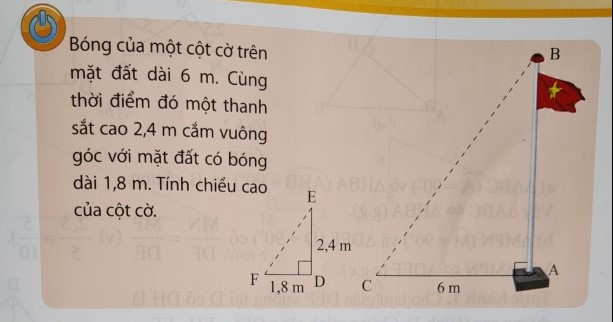 Bóng của một cột cờ trên
mặt đất dài 6 m. Cùng
thời điểm đó một thanh
sắt cao 2,4 m cắm vuông
góc với mặt đất có bóng
dài 1,8 m. Tính chiều cao
của cột cờ.
B
E
2,4 m
F
1,8 m
D
C
6 m
A